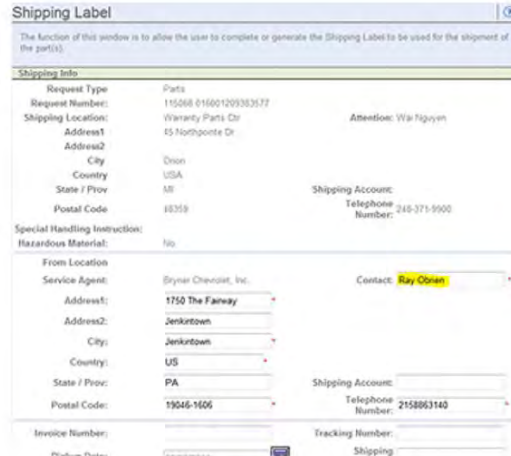 Shipping Label
The function of this window is to allow the user to complete or generate the Shipping Label to be used for the shipment of the part(s).
Shipping Info
Request Type Parts
Request Number:
Shipping Location: Warranty Parts Ctr Attention: Wai Nguyen
Address1 45 Northpointe Dr
Address2
City Orion
Country USA
State / Prov MI Shipping Account:
Postal Code 48359 Telephone Number: 248-371-9900
Special Handling Instruction:
Hazardous Material: No
From Location
Service Agent: Bryner Chevrolet, Inc. Contact: Ray Obrien *
Address1: 1750 The Fairway *
Address2: Jenkintown
City: Jenkintown *
Country: US *
State / Prov: PA Shipping Account:
Postal Code: 19046-1606 * Telephone Number: 2158863140 *
Invoice Number: Tracking Number:
Pickup Date: Shipping